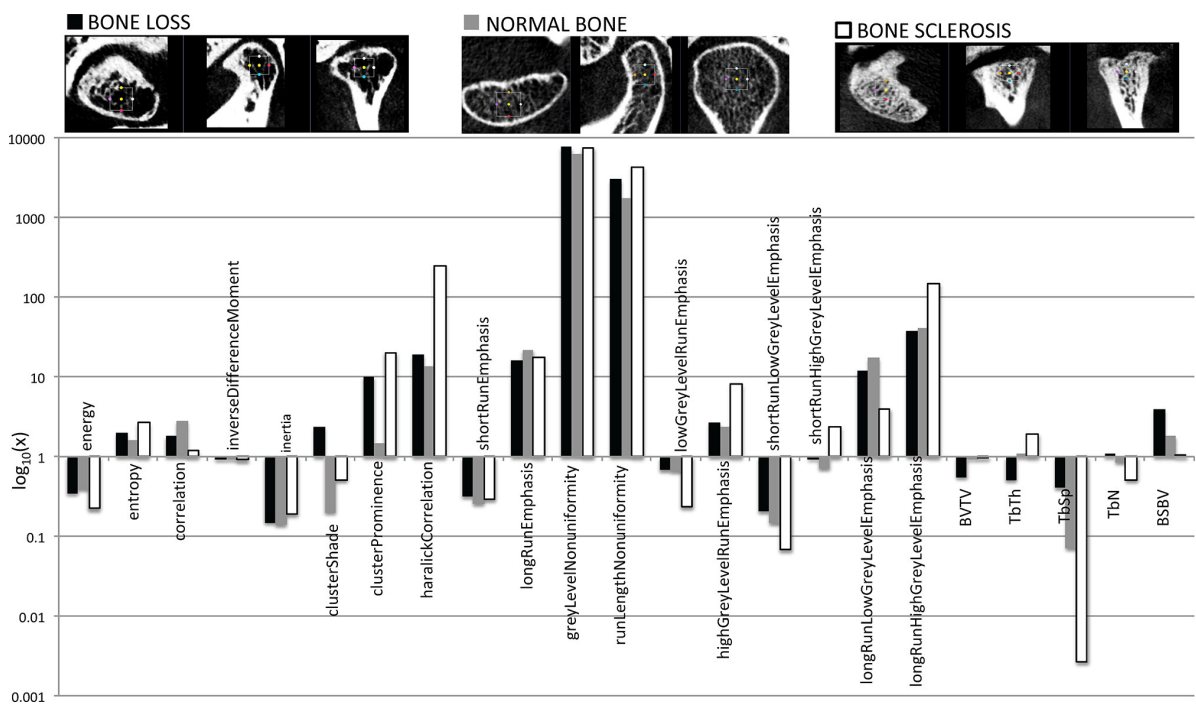 BONE LOSS
NORMAL BONE
BONE SCLEROSIS
log₁₀(x)
10000
1000
100
10
1
0.1
0.01
0.001
energy
entropy
correlation
inverseDifferenceMoment
inertia
clusterShade
clusterProminence
haralickCorrelation
shortRunEmphasis
longRunEmphasis
greyLevelNonuniformity
runLengthNonuniformity
lowGreyLevelRunEmphasis
highGreyLevelRunEmphasis
shortRunLowGreyLevelEmphasis
shortRunHighGreyLevelEmphasis
longRunLowGreyLevelEmphasis
longRunHighGreyLevelEmphasis
BVTV
TbTh
TbSp
TbN
BSBV